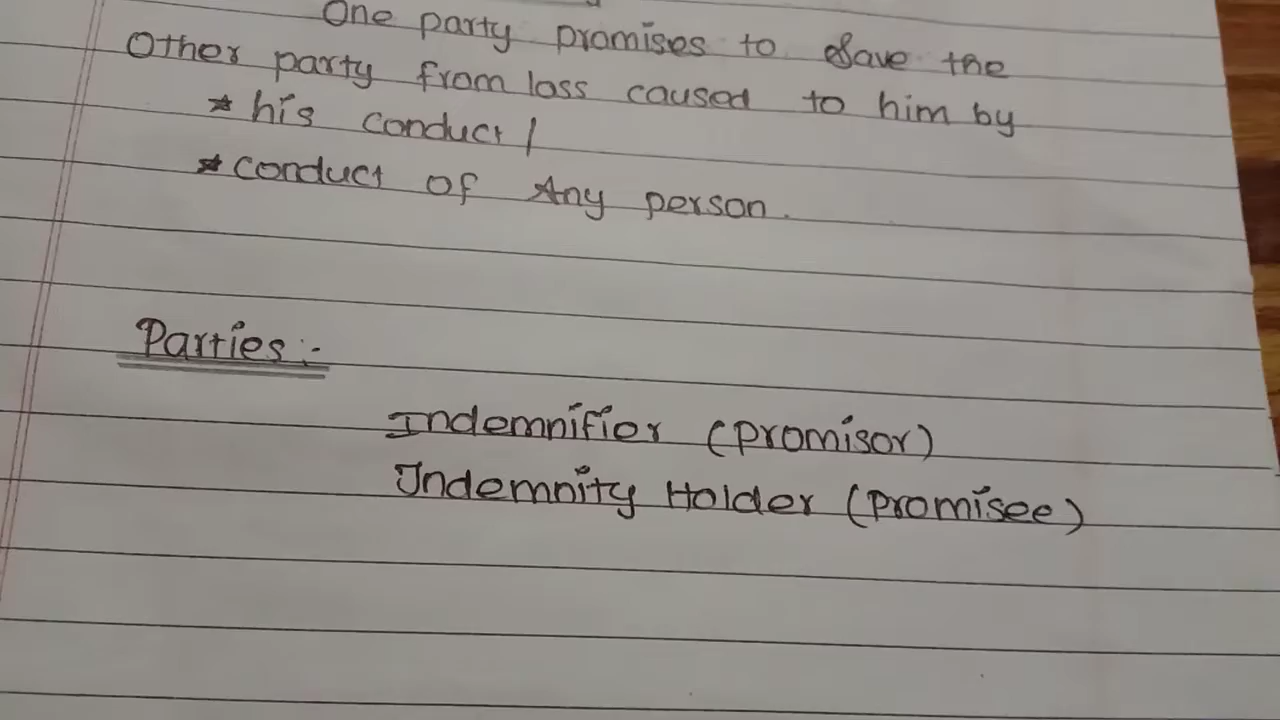 One party promises to save the
Other party from loss caused to him by
* his conduct /
* conduct of Any person.
Parties :-
Indemnifier (promisor)
Indemnity Holder (promisee)